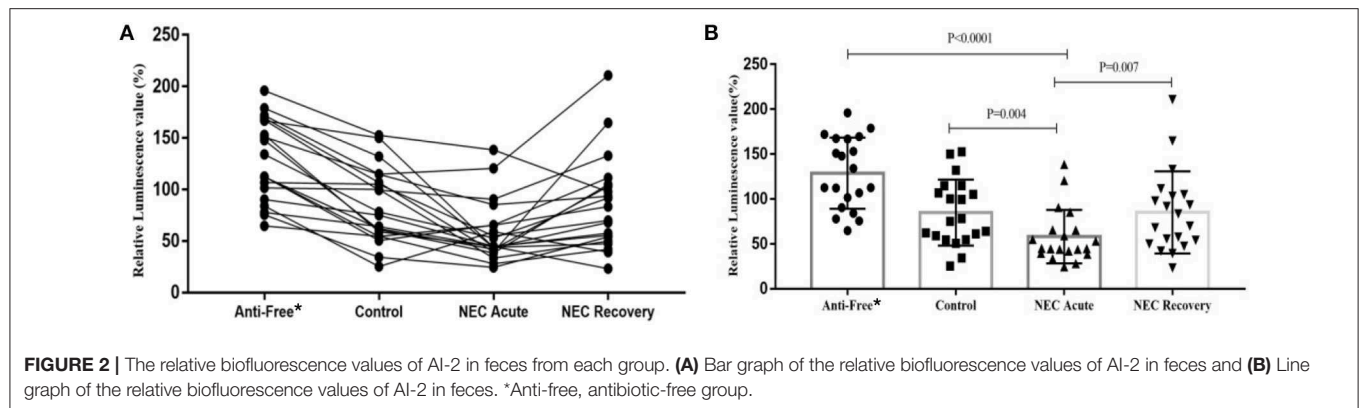 A
Relative Luminescence value (%)
250
200
150
100
50
0
Anti-Free* Control NEC Acute NEC Recovery
B
Relative Luminescence value(%)
P<0.0001
P=0.007
P=0.004
250
200
150
100
50
0
Anti-Free* Control NEC Acute NEC Recovery
FIGURE 2 | The relative biofluorescence values of AI-2 in feces from each group. (A) Bar graph of the relative biofluorescence values of AI-2 in feces and (B) Line
graph of the relative biofluorescence values of AI-2 in feces. *Anti-free, antibiotic-free group.